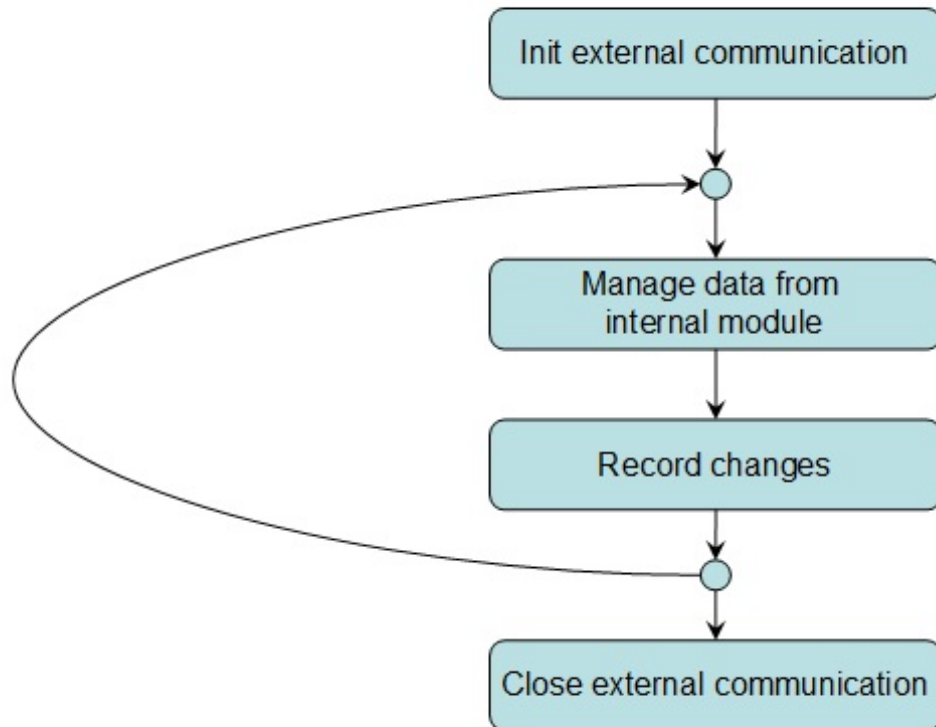 Init external communication
Manage data from
internal module
Record changes
Close external communication